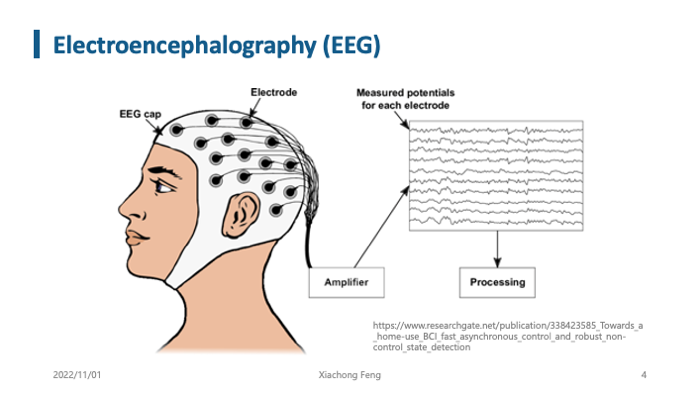 Electroencephalography (EEG)
Electrode
EEG cap
Measured potentials
for each electrode
Amplifier
Processing
https://www.researchgate.net/publication/338423585_Towards_a
_home-use_BCI_fast_asynchronous_control_and_robust_non-
control_state_detection
2022/11/01
Xiachong Feng
4